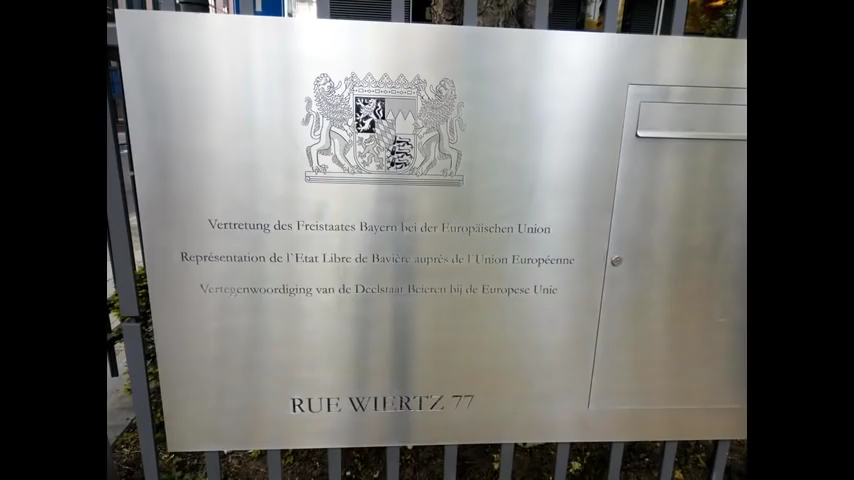 Vertretung des Freistaates Bayern bei der Europäischen Union
Représentation de l'Etat Libre de Bavière auprès de l'Union Européenne
Vertegenwoordiging van de Deelstaat Beieren bij de Europese Unie
RUE WIERTZ 77